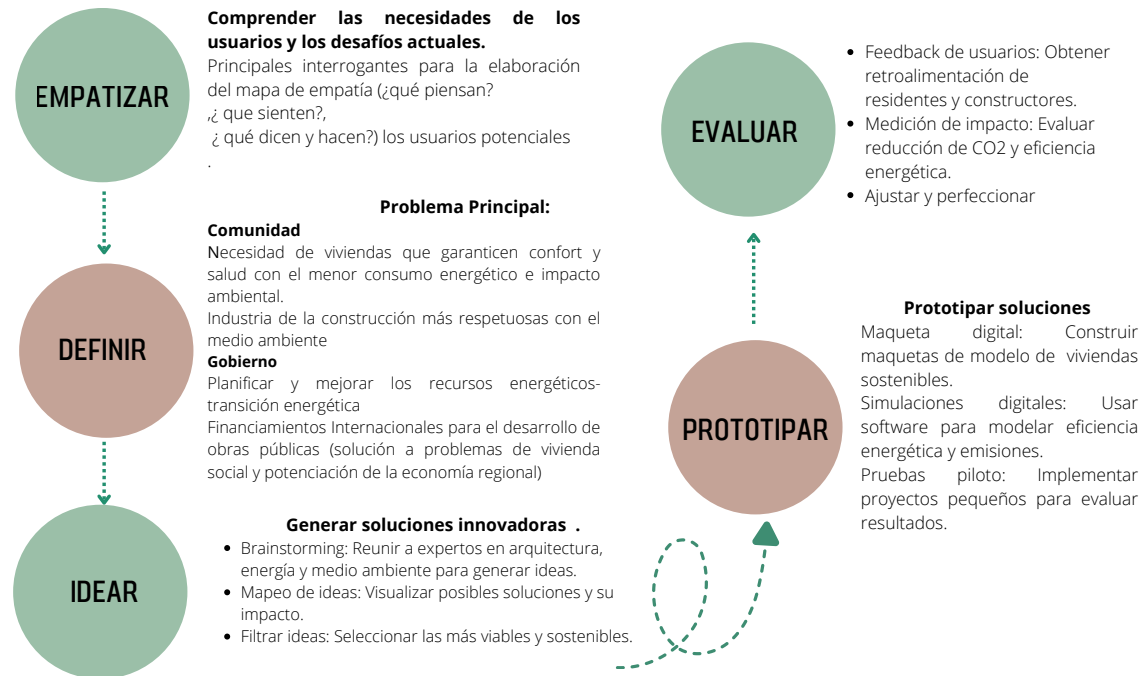 EMPATIZAR
Comprender las necesidades de los
usuarios y los desafíos actuales.
Principales interrogantes para la elaboración
del mapa de empatía (¿qué piensan?
,¿ que sienten?,
¿ qué dicen y hacen?) los usuarios potenciales
.
DEFINIR
Problema Principal:
Comunidad
Necesidad de viviendas que garanticen confort y
salud con el menor consumo energético e impacto
ambiental.
Industria de la construcción más respetuosas con el
medio ambiente
Gobierno
Planificar y mejorar los recursos energéticos-
transición energética
Financiamientos Internacionales para el desarrollo de
obras públicas (solución a problemas de vivienda
social y potenciación de la economía regional)
IDEAR
Generar soluciones innovadoras .
• Brainstorming: Reunir a expertos en arquitectura,
energía y medio ambiente para generar ideas.
• Mapeo de ideas: Visualizar posibles soluciones y su
impacto.
• Filtrar ideas: Seleccionar las más viables y sostenibles.
PROTOTIPAR
Prototipar soluciones
Maqueta digital: Construir
maquetas de modelo de viviendas
sostenibles.
Simulaciones digitales: Usar
software para modelar eficiencia
energética y emisiones.
Pruebas piloto: Implementar
proyectos pequeños para evaluar
resultados.
EVALUAR
• Feedback de usuarios: Obtener
retroalimentación de
residentes y constructores.
• Medición de impacto: Evaluar
reducción de CO2 y eficiencia
energética.
• Ajustar y perfeccionar